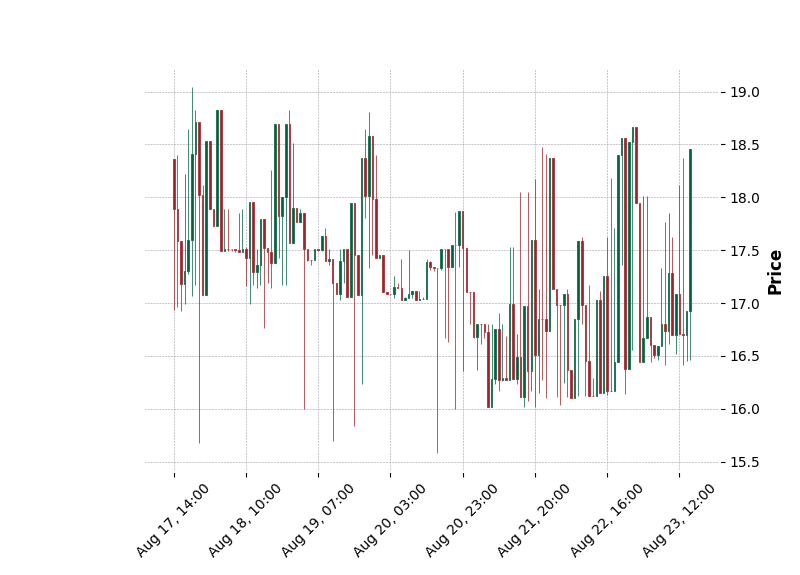 19.0
18.5
18.0
17.5
17.0
16.5
16.0
15.5
Price
Aug 17, 14:00
Aug 18, 10:00
Aug 19, 07:00
Aug 20, 03:00
Aug 20, 23:00
Aug 21, 20:00
Aug 22, 16:00
Aug 23, 12:00